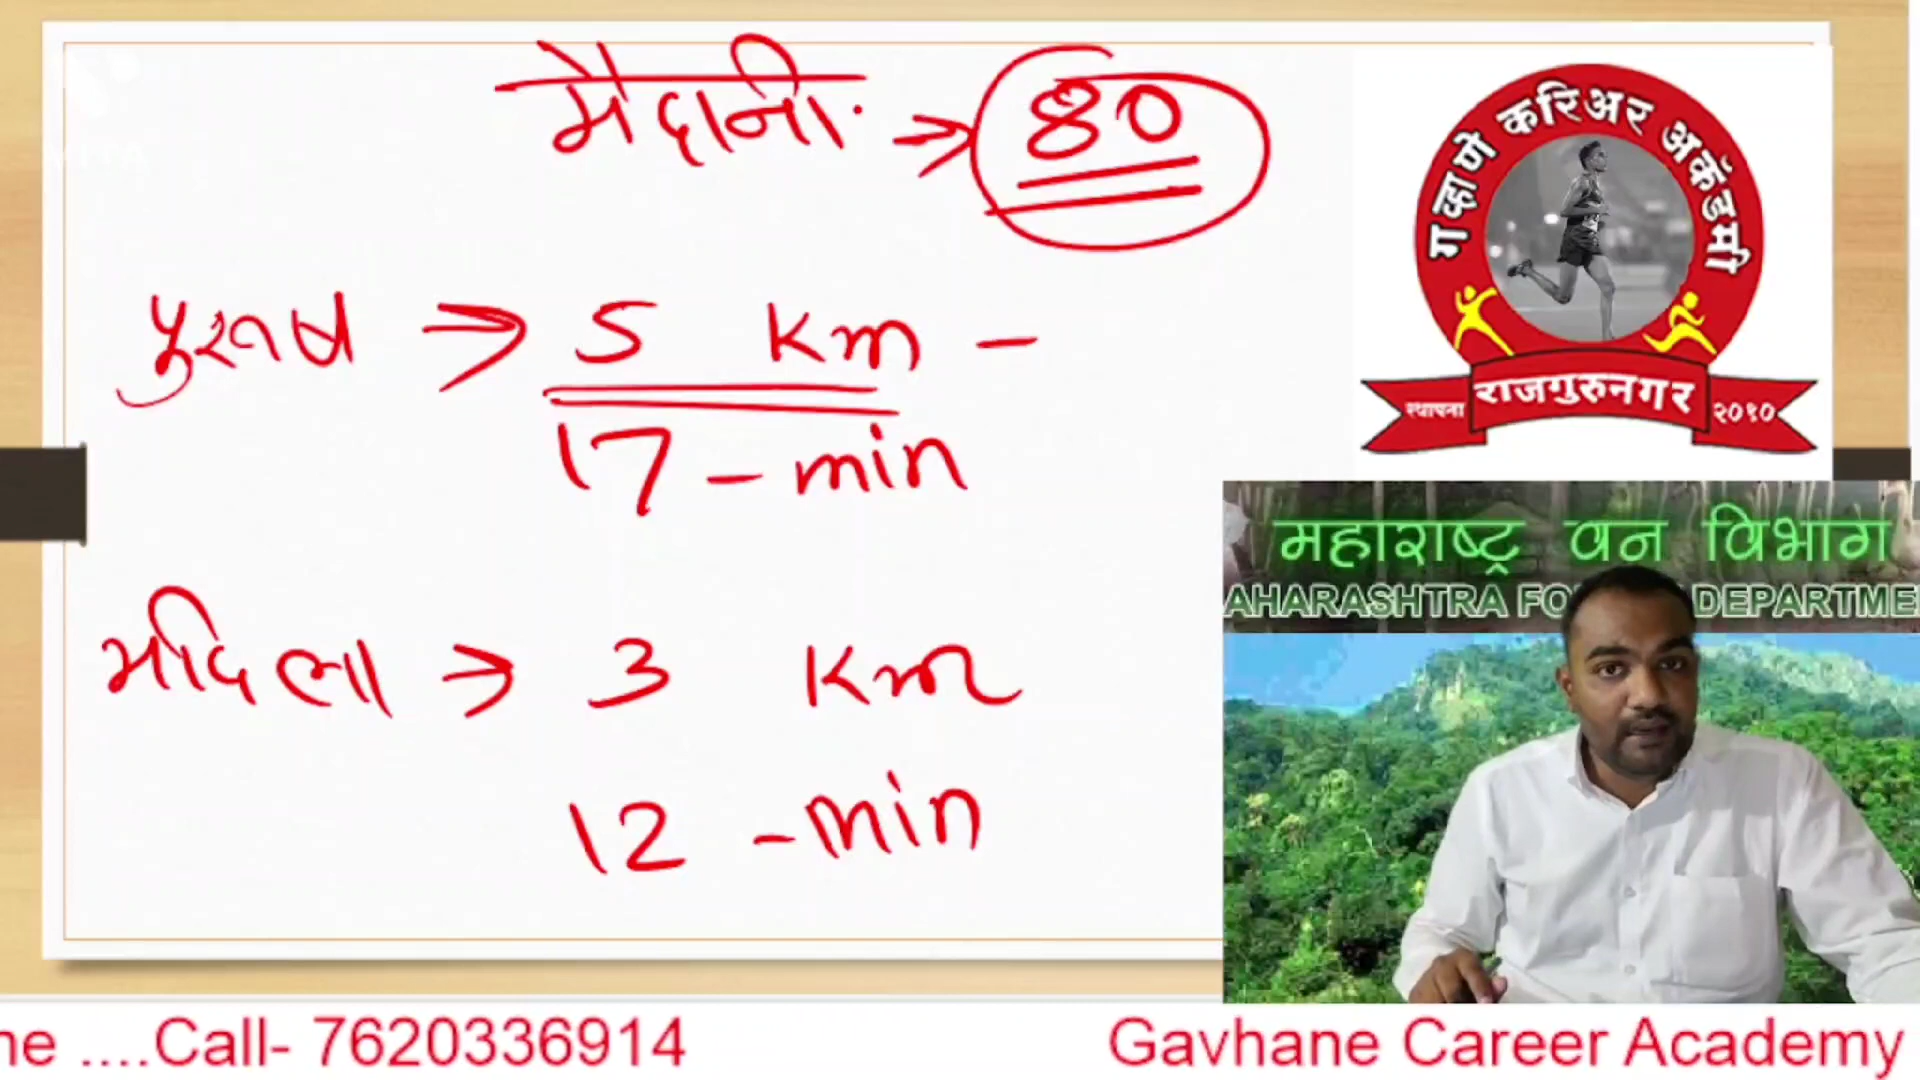 मैदानी → 80
पुरुष → 5 Km -
17 - min
महिला → 3 Km
12 - min
गव्हाणे करिअर अकॅडमी
स्थापना राजगुरुनगर २०१०
महाराष्ट्र वन विभाग
AHARASHTRA FO DEPARTME
ne ....Call- 7620336914 Gavhane Career Academy